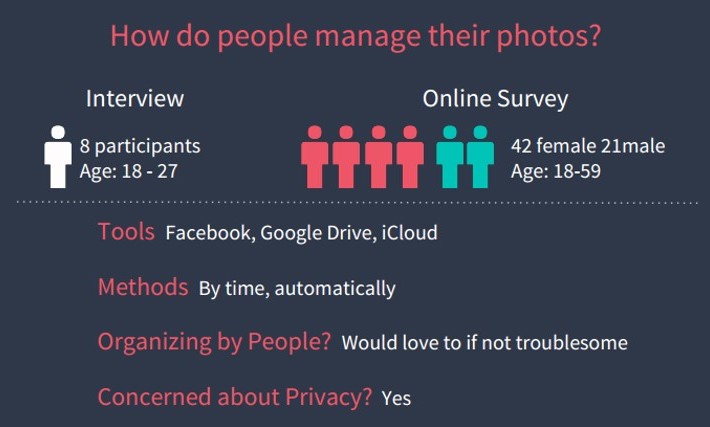 How do people manage their photos?
Interview
8 participants
Age: 18 - 27
Online Survey
42 female 21male
Age: 18-59
Tools Facebook, Google Drive, iCloud
Methods By time, automatically
Organizing by People? Would love to if not troublesome
Concerned about Privacy? Yes